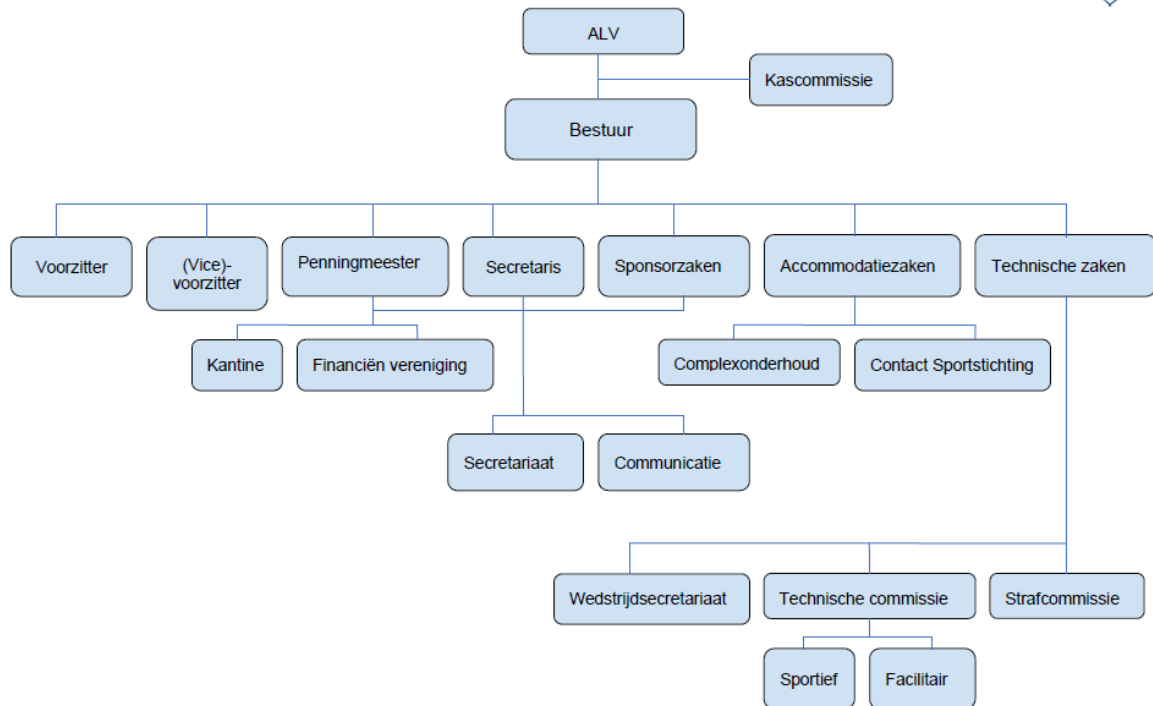 ALV
Kascommissie
Bestuur
Voorzitter
(Vice)-
voorzitter
Penningmeester
Secretaris
Sponsorzaken
Accommodatiezaken
Technische zaken
Kantine
Financiën vereniging
Complexonderhoud
Contact Sportstichting
Secretariaat
Communicatie
Wedstrijdsecretariaat
Technische commissie
Strafcommissie
Sportief
Facilitair